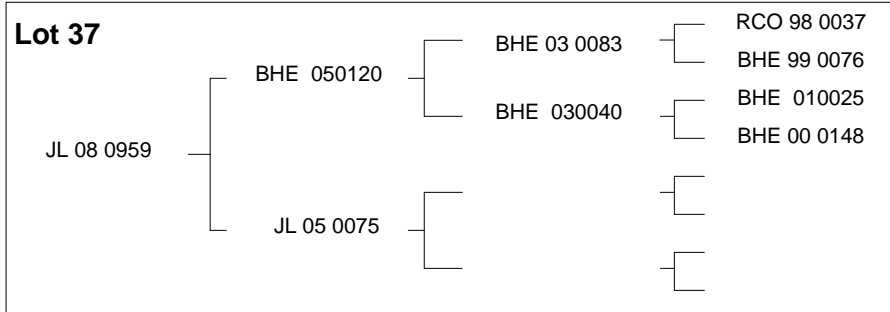 Lot 37
JL 08 0959
BHE 050120
JL 05 0075
BHE 03 0083
BHE 030040
RCO 98 0037
BHE 99 0076
BHE 010025
BHE 00 0148